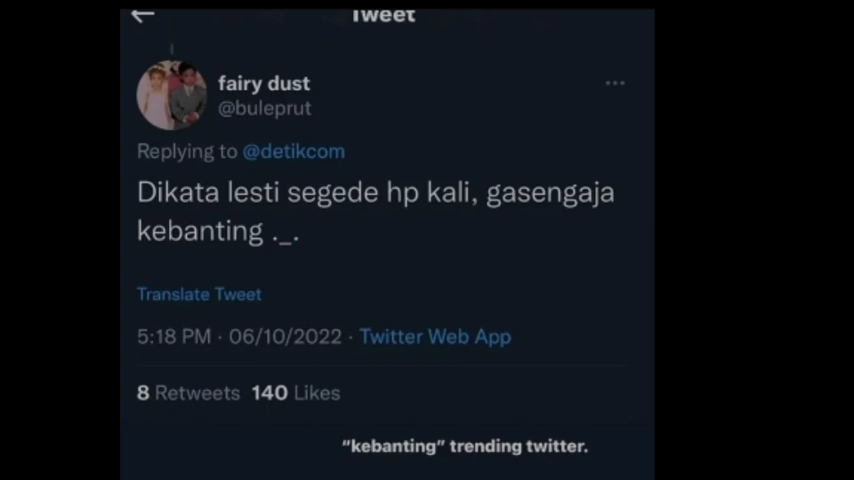 Tweet
fairy dust
@buleprut
Replying to @detikcom
Dikata lesti segede hp kali, gasengaja
kebanting ._.
Translate Tweet
5:18 PM · 06/10/2022 · Twitter Web App
8 Retweets 140 Likes
“kebanting” trending twitter.